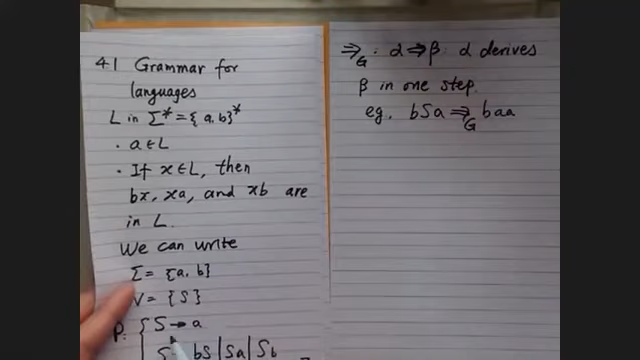 41 Grammar for
languages
L in Σ* = {a, b}*
· a ∈ L
· If x ∈ L, then
bx, xa, and xb are
in L.
We can write
Σ = {a, b}
V = {S}
P: { S → a
bS | Sa | Sb
⇒G : α ⇒ β : α derives
β in one step.
eg. bSa ⇒G baa